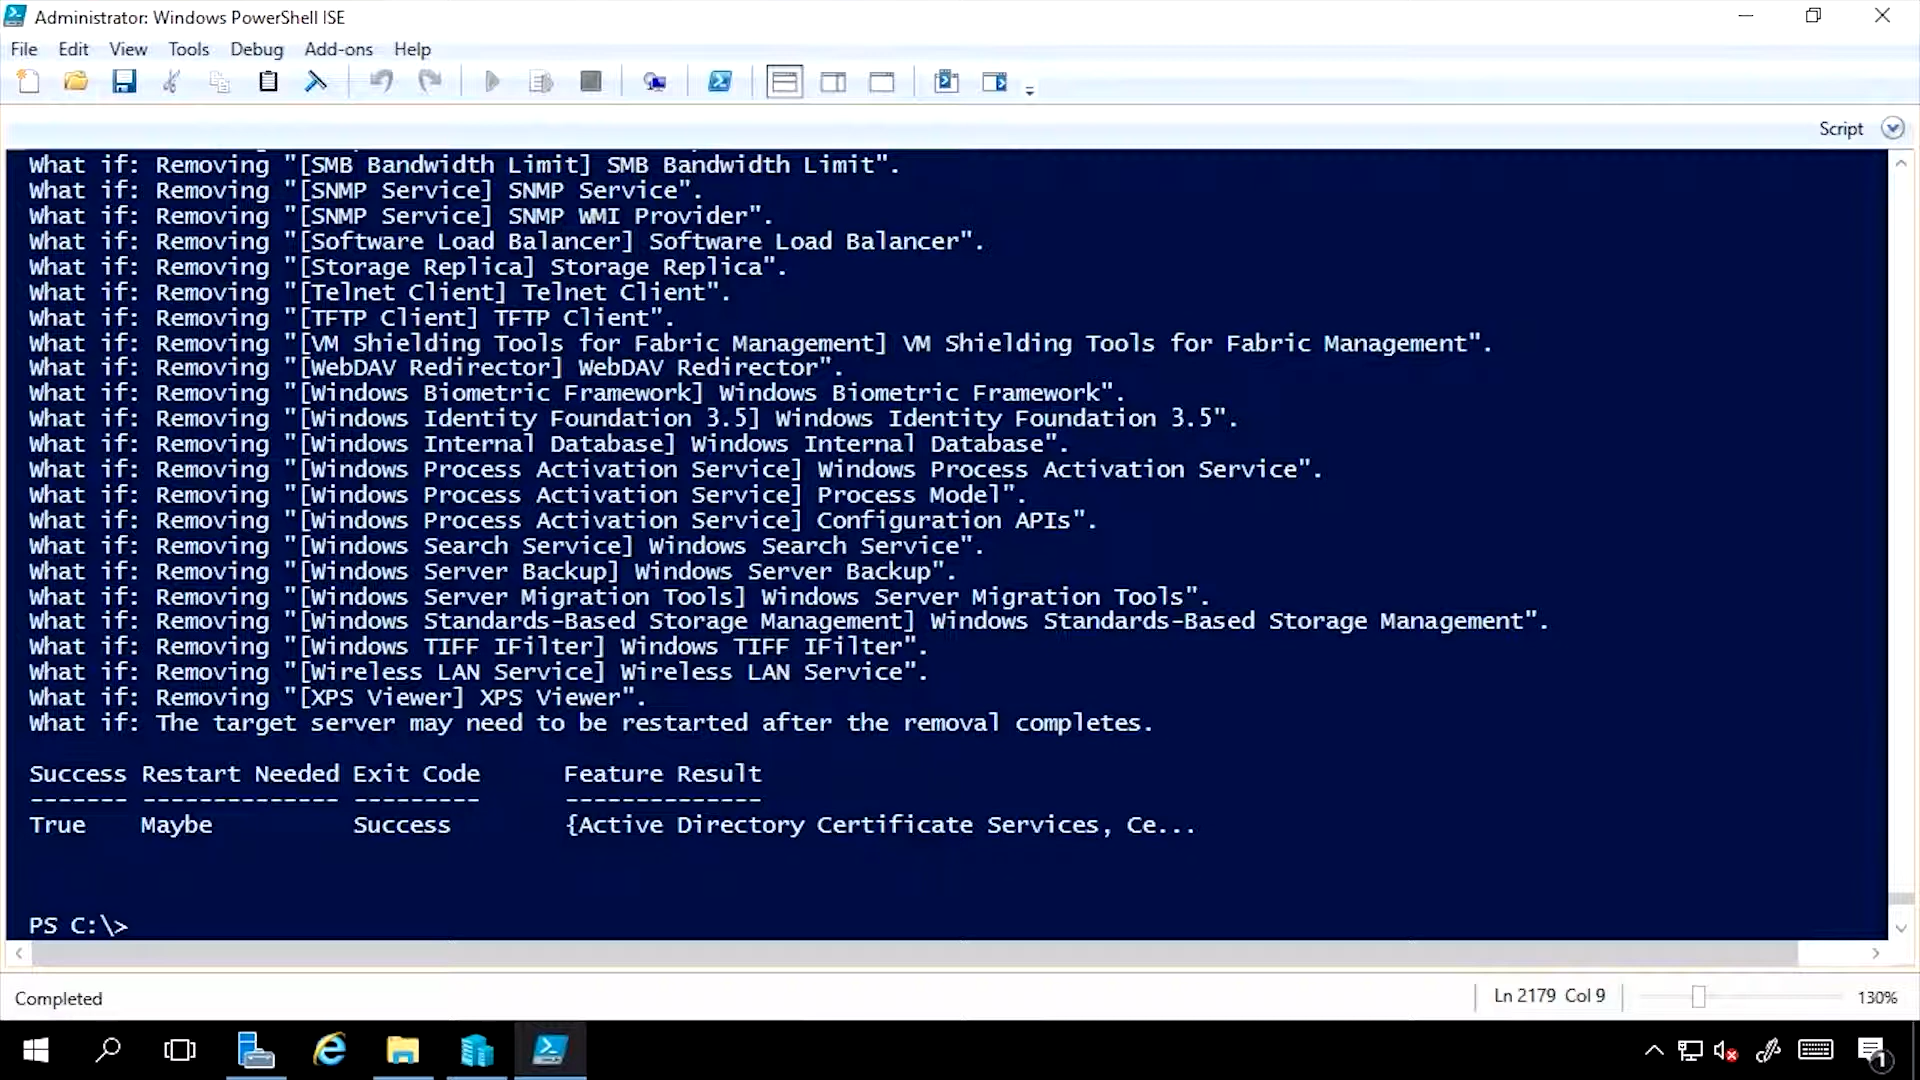 Administrator: Windows PowerShell ISE
File Edit View Tools Debug Add-ons Help
Script
What if: Removing "[SMB Bandwidth Limit] SMB Bandwidth Limit".
What if: Removing "[SNMP Service] SNMP Service".
What if: Removing "[SNMP Service] SNMP WMI Provider".
What if: Removing "[Software Load Balancer] Software Load Balancer".
What if: Removing "[Storage Replica] Storage Replica".
What if: Removing "[Telnet Client] Telnet Client".
What if: Removing "[TFTP Client] TFTP Client".
What if: Removing "[VM Shielding Tools for Fabric Management] VM Shielding Tools for Fabric Management".
What if: Removing "[WebDAV Redirector] WebDAV Redirector".
What if: Removing "[Windows Biometric Framework] Windows Biometric Framework".
What if: Removing "[Windows Identity Foundation 3.5] Windows Identity Foundation 3.5".
What if: Removing "[Windows Internal Database] Windows Internal Database".
What if: Removing "[Windows Process Activation Service] Windows Process Activation Service".
What if: Removing "[Windows Process Activation Service] Process Model".
What if: Removing "[Windows Process Activation Service] Configuration APIs".
What if: Removing "[Windows Search Service] Windows Search Service".
What if: Removing "[Windows Server Backup] Windows Server Backup".
What if: Removing "[Windows Server Migration Tools] Windows Server Migration Tools".
What if: Removing "[Windows Standards-Based Storage Management] Windows Standards-Based Storage Management".
What if: Removing "[Windows TIFF IFilter] Windows TIFF IFilter".
What if: Removing "[Wireless LAN Service] Wireless LAN Service".
What if: Removing "[XPS Viewer] XPS Viewer".
What if: The target server may need to be restarted after the removal completes.
Success Restart Needed Exit Code Feature Result
------- -------------- --------- --------------
True Maybe Success {Active Directory Certificate Services, Ce...
PS C:\>
Completed
Ln 2179 Col 9
130%
1